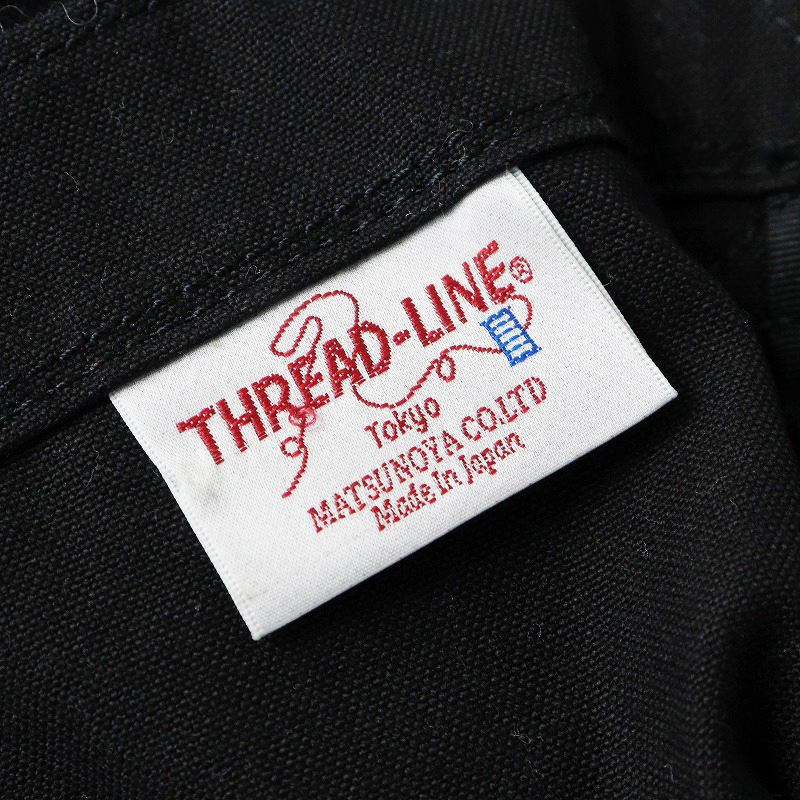 THREAD-LINE®
Tokyo
MATSUNOYA CO.LTD
Made In Japan